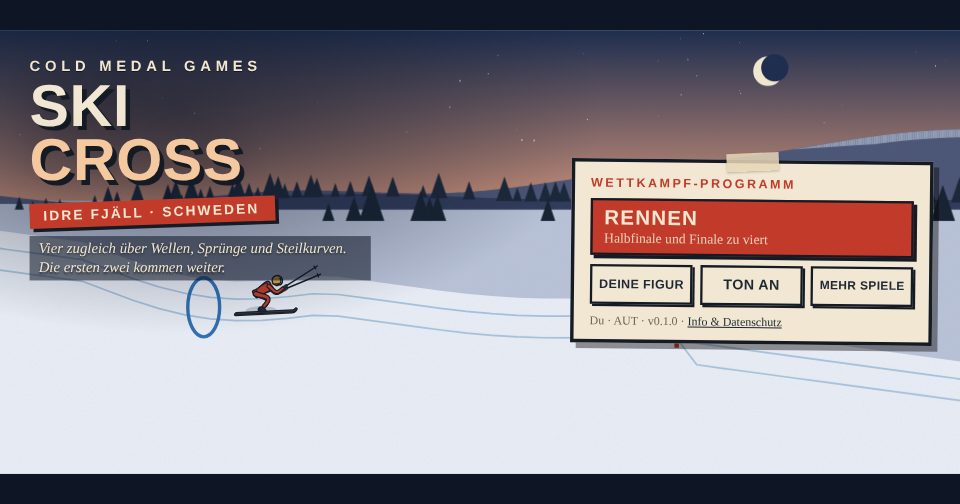 COLD MEDAL GAMES
SKI
CROSS
IDRE FJÄLL · SCHWEDEN
Vier zugleich über Wellen, Sprünge und Steilkurven.
Die ersten zwei kommen weiter.
WETTKAMPF-PROGRAMM
RENNEN
Halbfinale und Finale zu viert
DEINE FIGUR
TON AN
MEHR SPIELE
Du · AUT · v0.1.0 · Info & Datenschutz